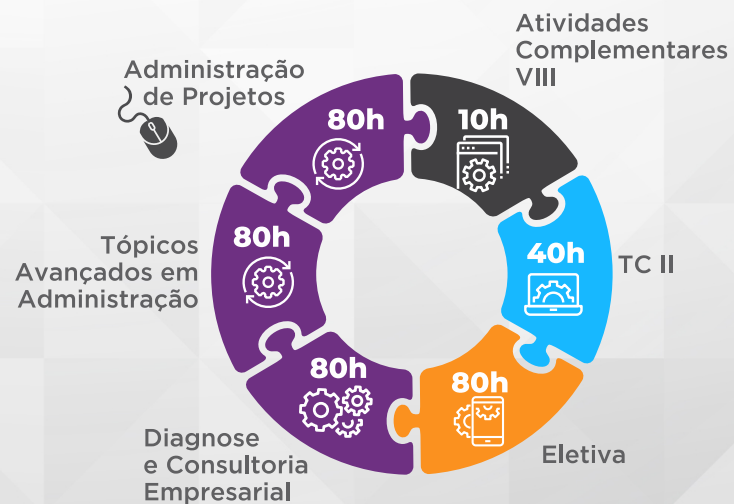 Atividades
Complementares
VIII
10h
40h
TC II
80h
Eletiva
80h
Diagnose
e Consultoria
Empresarial
80h
Tópicos
Avançados em
Administração
80h
Administração
de Projetos